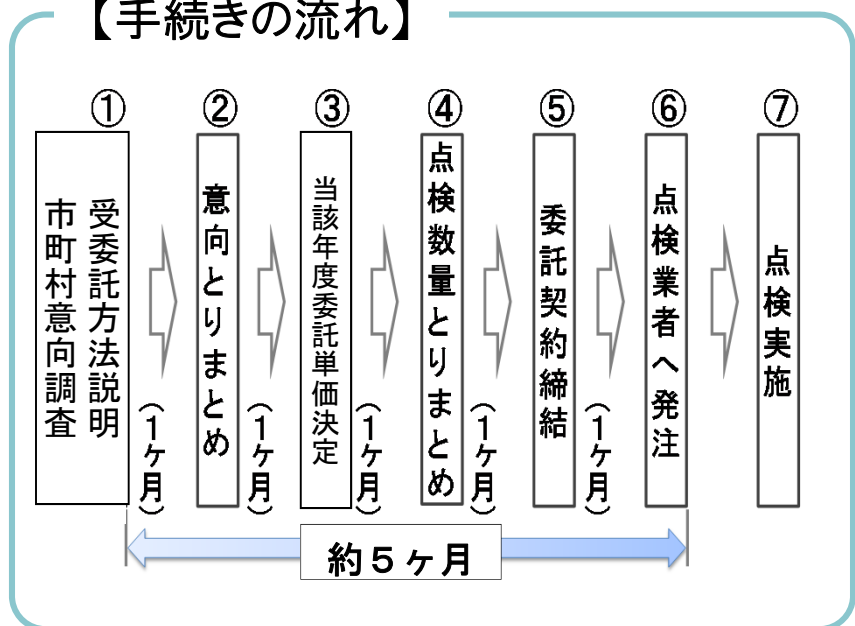 【手続きの流れ】
①
受委託方法説明
市町村意向調査
(1ヶ月)
②
意向とりまとめ
(1ヶ月)
③
当該年度委託単価決定
(1ヶ月)
④
点検数量とりまとめ
(1ヶ月)
⑤
委託契約締結
(1ヶ月)
⑥
点検業者へ発注
⑦
点検実施
約5ヶ月